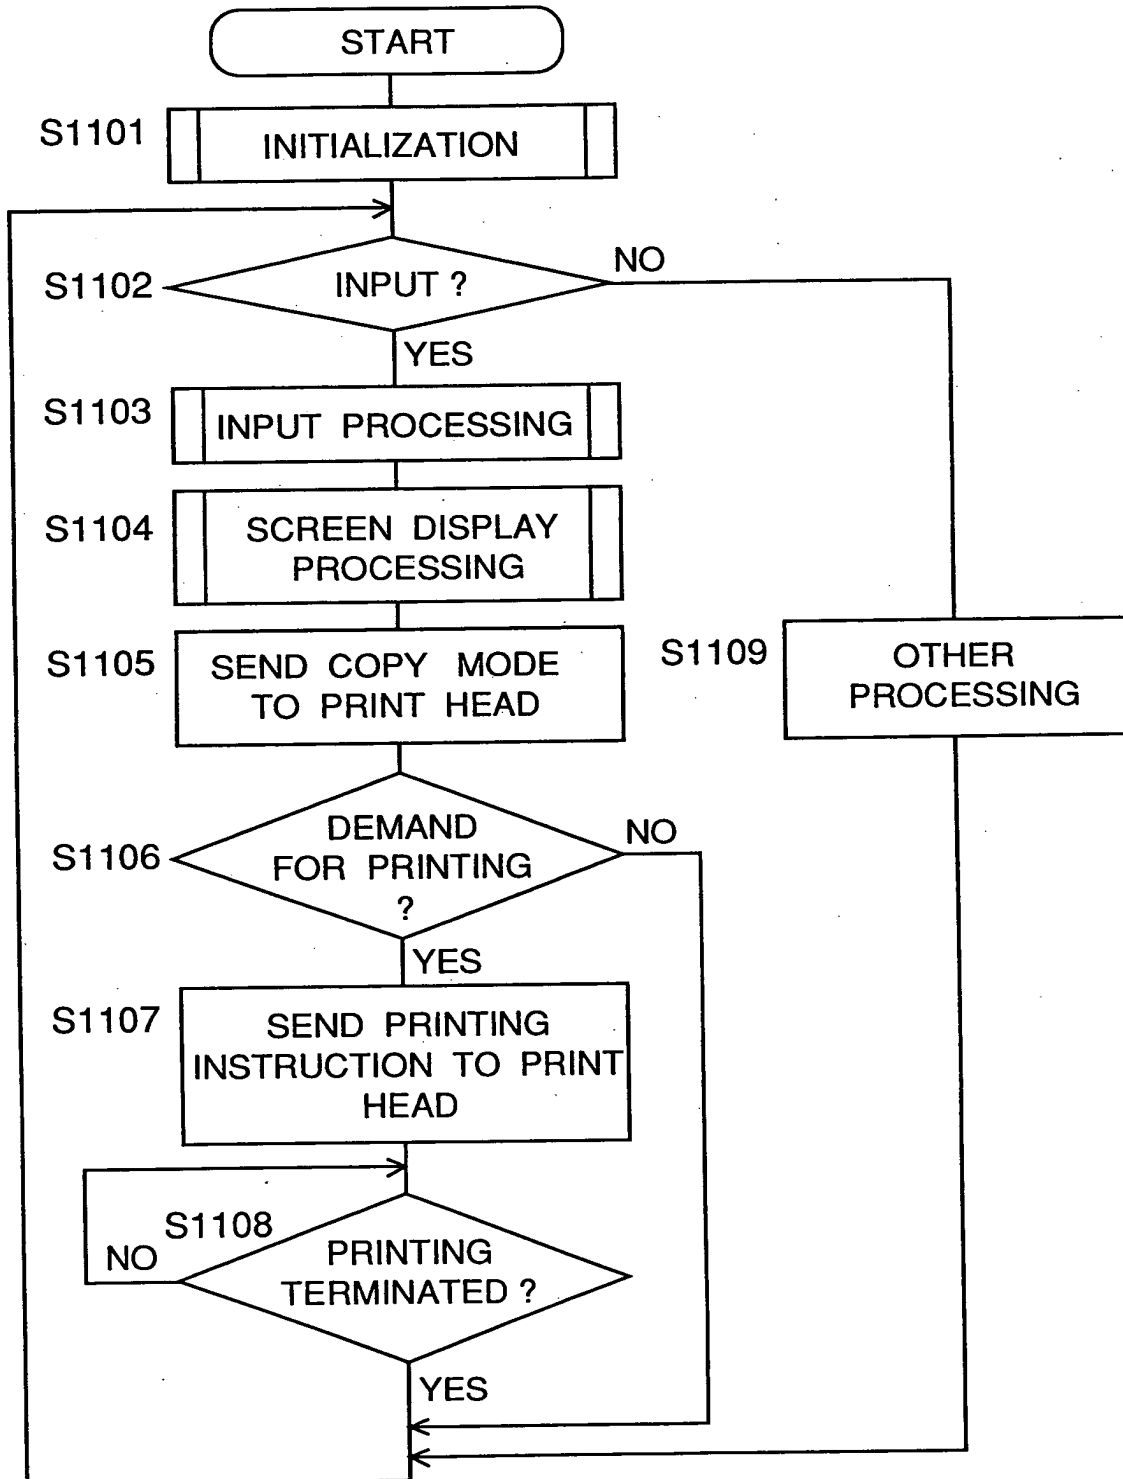 START
S1101
INITIALIZATION
S1102
INPUT ?
NO
YES
S1103
INPUT PROCESSING
S1104
SCREEN DISPLAY
PROCESSING
S1105
SEND COPY MODE
TO PRINT HEAD
S1109
OTHER
PROCESSING
S1106
DEMAND
FOR PRINTING
?
NO
YES
S1107
SEND PRINTING
INSTRUCTION TO PRINT
HEAD
S1108
NO
PRINTING
TERMINATED ?
YES